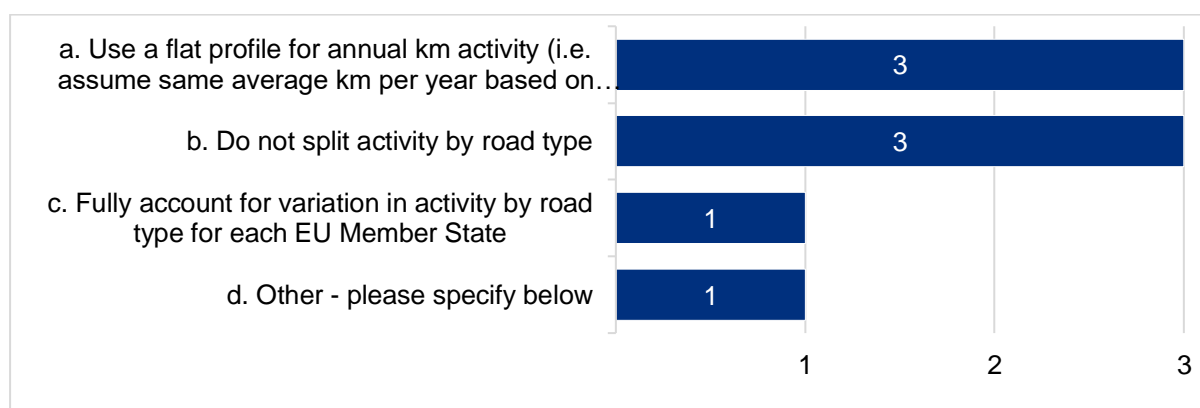 a. Use a flat profile for annual km activity (i.e.
assume same average km per year based on…
3
b. Do not split activity by road type
3
c. Fully account for variation in activity by road
type for each EU Member State
1
d. Other - please specify below
1
1 2 3